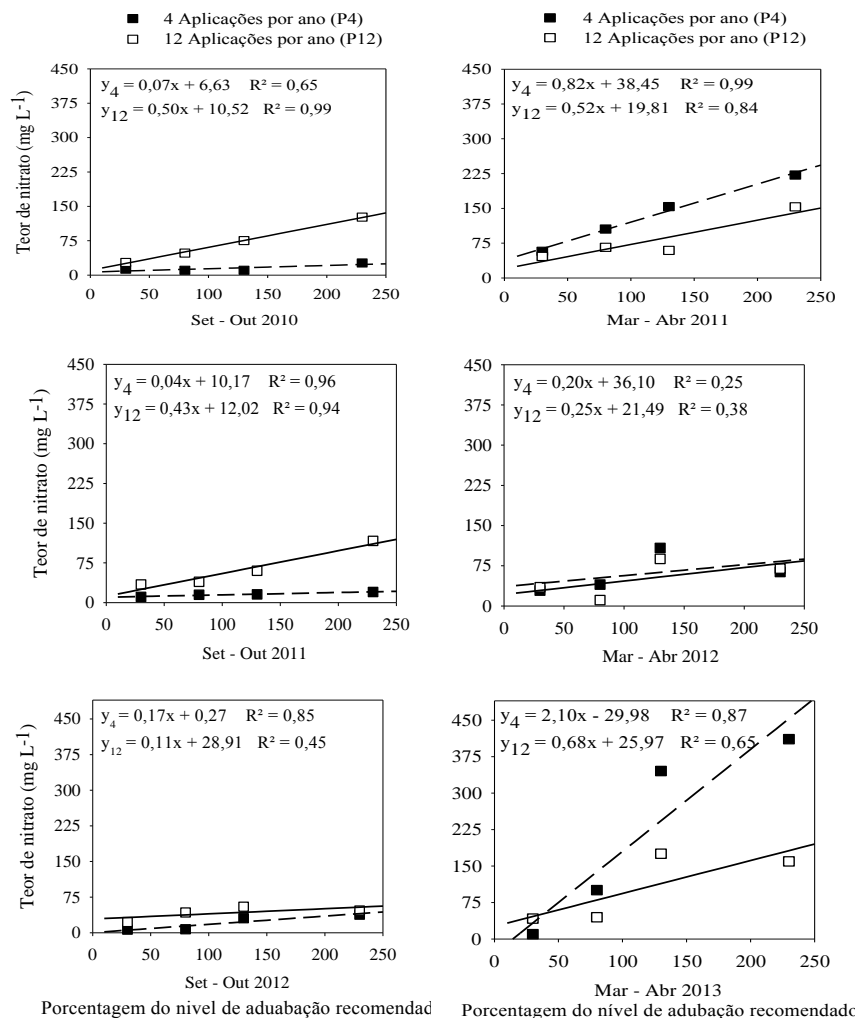 4 Aplicações por ano (P4)
12 Aplicações por ano (P12)
4 Aplicações por ano (P4)
12 Aplicações por ano (P12)
Teor de nitrato (mg L-1)
450
375
300
225
150
75
0
y4 = 0,07x + 6,63 R² = 0,65
y12 = 0,50x + 10,52 R² = 0,99
0 50 100 150 200 250
Set - Out 2010
450
375
300
225
150
75
0
y4 = 0,82x + 38,45 R² = 0,99
y12 = 0,52x + 19,81 R² = 0,84
0 50 100 150 200 250
Mar - Abr 2011
Teor de nitrato (mg L-1)
450
375
300
225
150
75
0
y4 = 0,04x + 10,17 R² = 0,96
y12 = 0,43x + 12,02 R² = 0,94
0 50 100 150 200 250
Set - Out 2011
450
375
300
225
150
75
0
y4 = 0,20x + 36,10 R² = 0,25
y12 = 0,25x + 21,49 R² = 0,38
0 50 100 150 200 250
Mar - Abr 2012
Teor de nitrato (mg L-1)
450
375
300
225
150
75
0
y4 = 0,17x + 0,27 R² = 0,85
y12 = 0,11x + 28,91 R² = 0,45
0 50 100 150 200 250
Set - Out 2012
Porcentagem do nivel de aduabação recomendad
450
375
300
225
150
75
0
y4 = 2,10x - 29,98 R² = 0,87
y12 = 0,68x + 25,97 R² = 0,65
0 50 100 150 200 250
Mar - Abr 2013
Porcentagem do nível de adubação recomendado